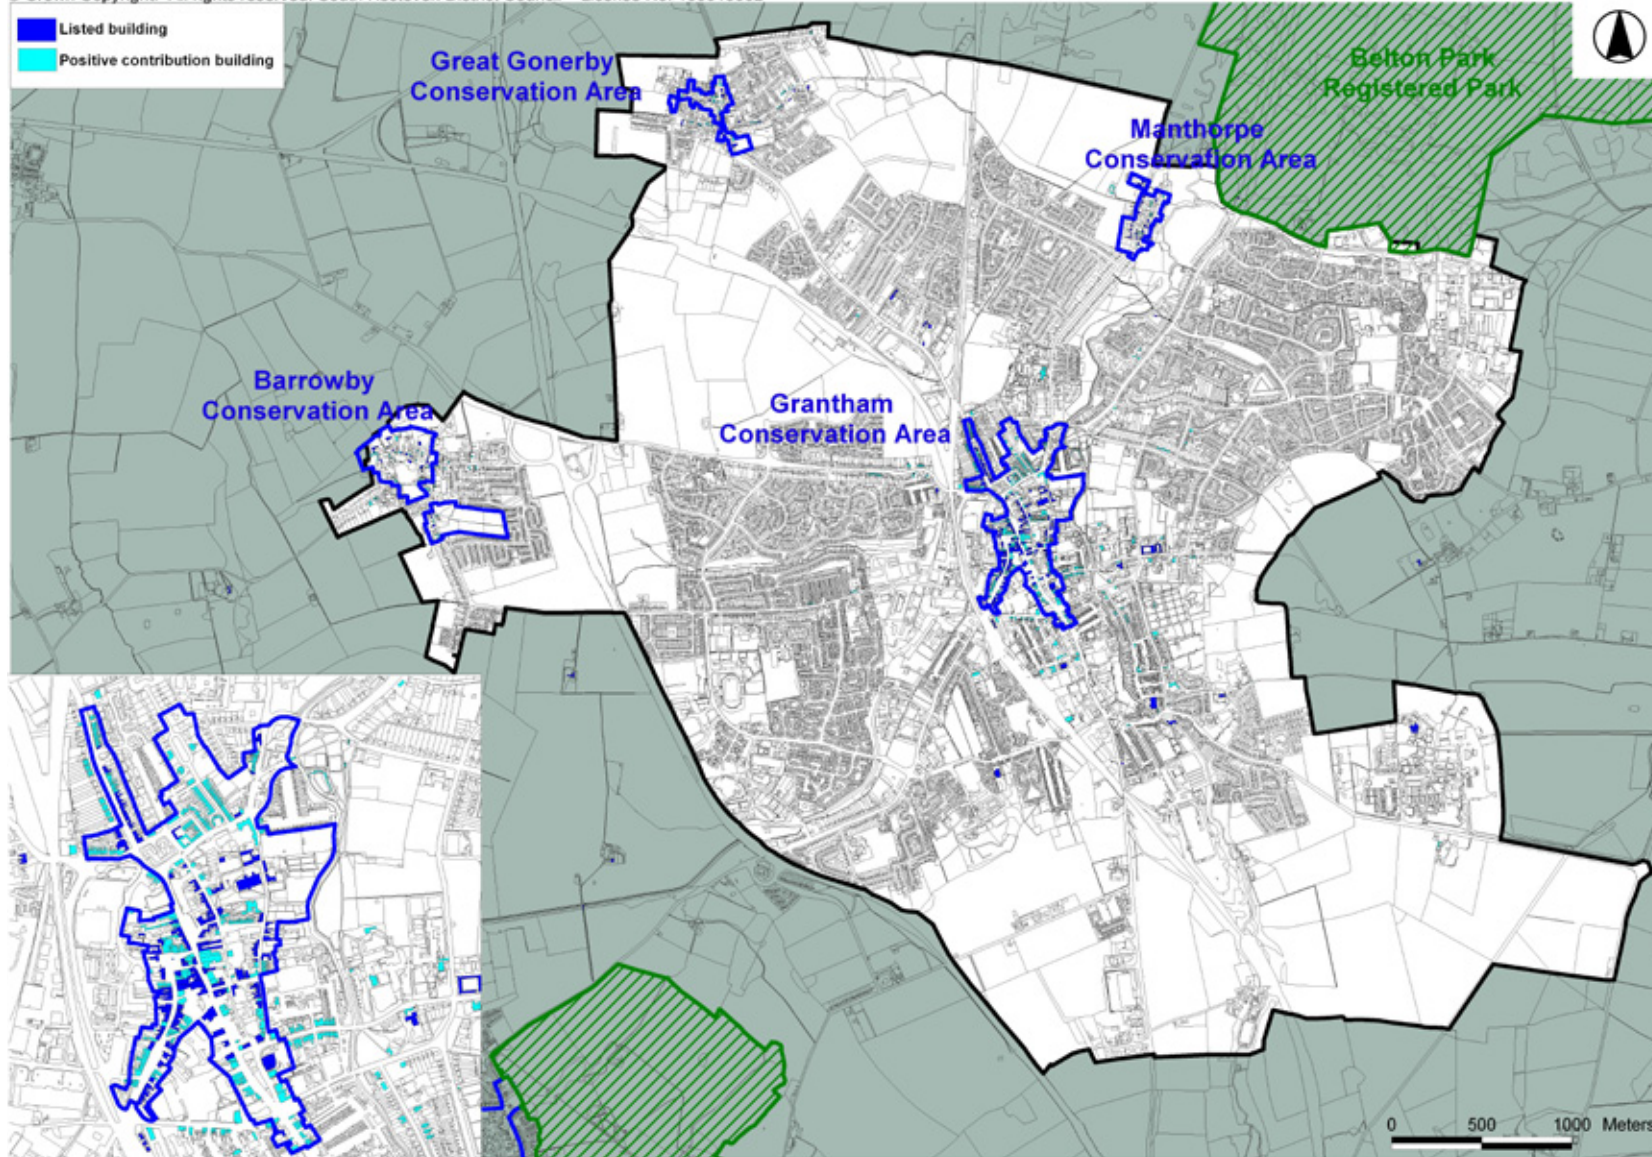 Listed building
Positive contribution building
Great Gonerby
Conservation Area
Belton Park
Registered Park
Manthorpe
Conservation Area
Barrowby
Conservation Area
Grantham
Conservation Area
0 500 1000 Meters